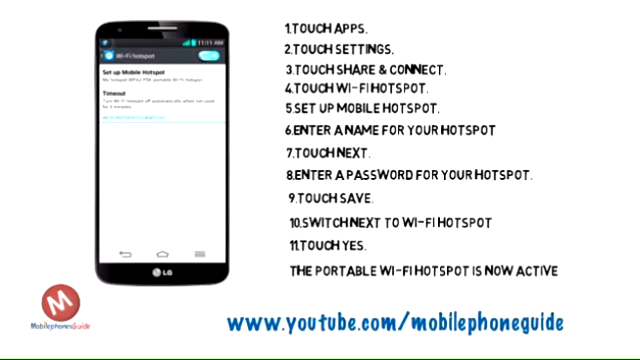 11:11 AM
Wi-Fi hotspot
Set up Mobile Hotspot
Timeout
LG
1.TOUCH APPS.
2.TOUCH SETTINGS.
3.TOUCH SHARE & CONNECT.
4.TOUCH WI-FI HOTSPOT.
5.SET UP MOBILE HOTSPOT.
6.ENTER A NAME FOR YOUR HOTSPOT
7.TOUCH NEXT.
8.ENTER A PASSWORD FOR YOUR HOTSPOT.
9.TOUCH SAVE.
10.SWITCH NEXT TO WI-FI HOTSPOT
11.TOUCH YES.
THE PORTABLE WI-FI HOTSPOT IS NOW ACTIVE
M
MobilephonesGuide
www.youtube.com/mobilephoneguide